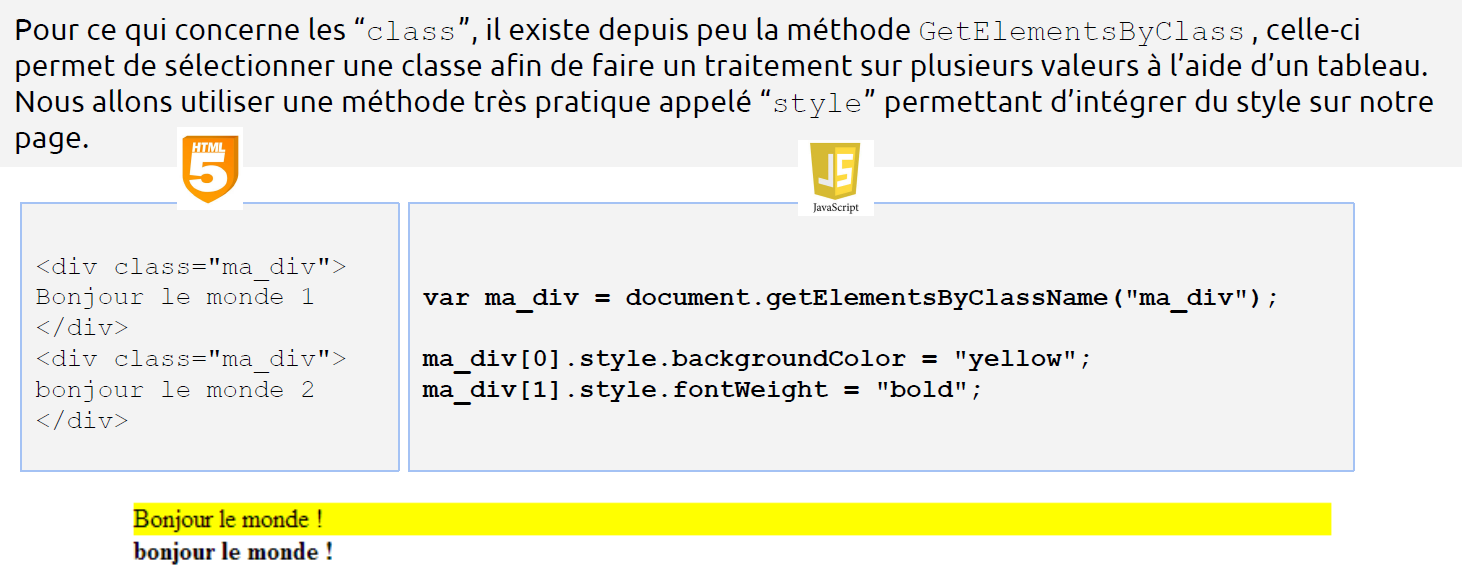 Pour ce qui concerne les “class”, il existe depuis peu la méthode GetElementsByClass, celle-ci
permet de sélectionner une classe afin de faire un traitement sur plusieurs valeurs à l’aide d’un tableau.
Nous allons utiliser une méthode très pratique appelé “style” permettant d’intégrer du style sur notre
page.
HTML
5
JS
JavaScript
<div class="ma_div">
Bonjour le monde 1
</div>
<div class="ma_div">
bonjour le monde 2
</div>
var ma_div = document.getElementsByClassName("ma_div");
ma_div[0].style.backgroundColor = "yellow";
ma_div[1].style.fontWeight = "bold";
Bonjour le monde !
bonjour le monde !